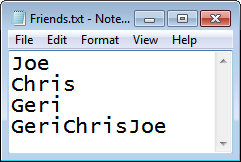 Friends.txt - Note...
File Edit Format View Help
Joe
Chris
Geri
GeriChrisJoe